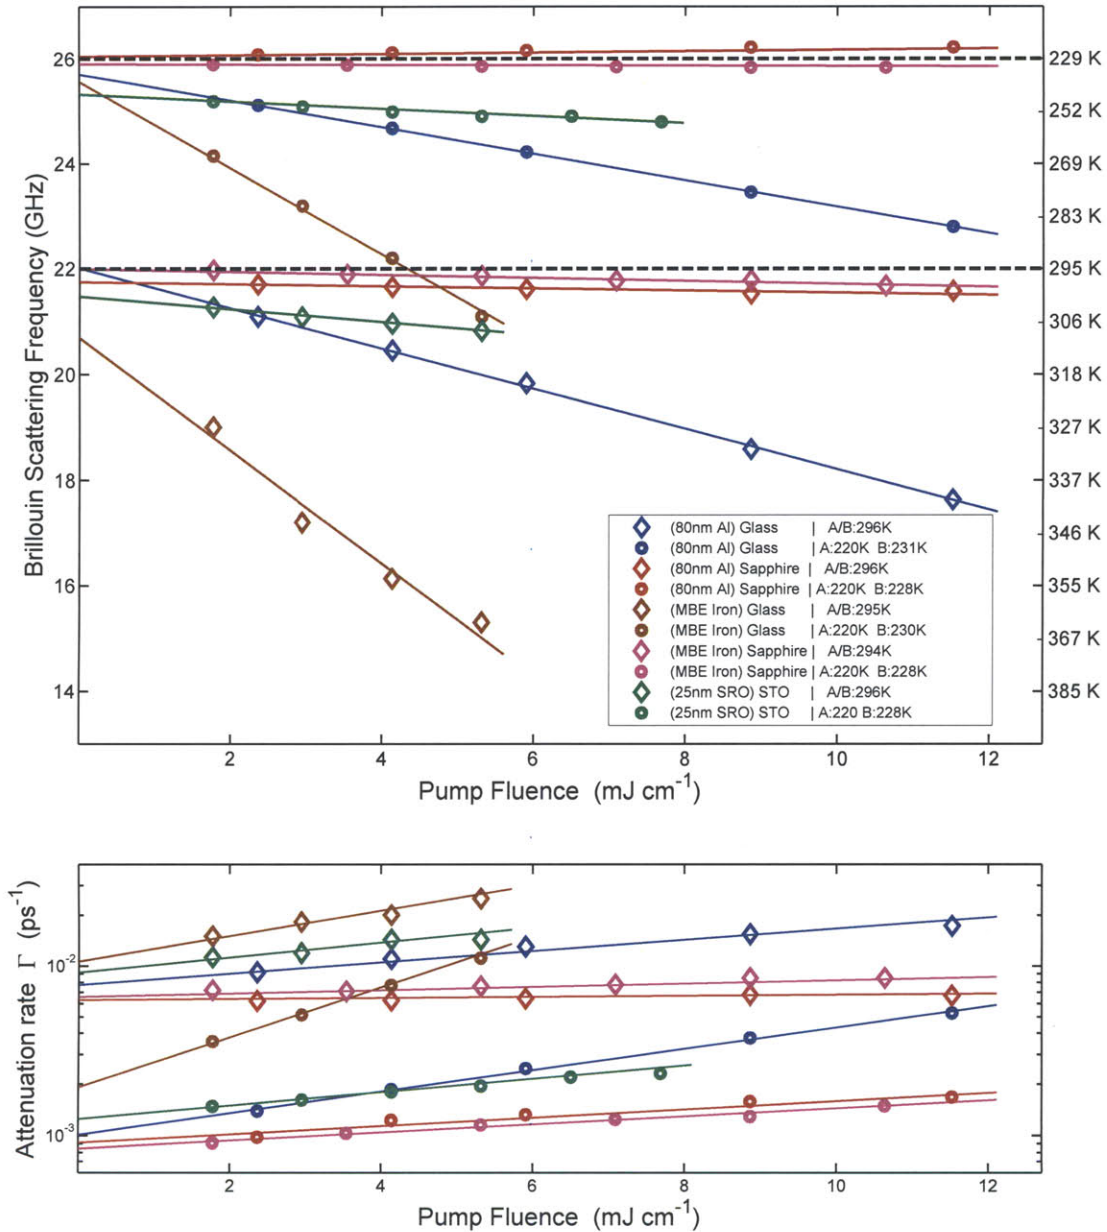 26
24
22
20
18
16
14
Brillouin Scattering Frequency (GHz)
229 K
252 K
269 K
283 K
295 K
306 K
318 K
327 K
337 K
346 K
355 K
367 K
385 K
(80nm Al) Glass | A/B:296K
(80nm Al) Glass | A:220K B:231K
(80nm Al) Sapphire | A/B:296K
(80nm Al) Sapphire | A:220K B:228K
(MBE Iron) Glass | A/B:295K
(MBE Iron) Glass | A:220K B:230K
(MBE Iron) Sapphire | A/B:294K
(MBE Iron) Sapphire | A:220K B:228K
(25nm SRO) STO | A/B:296K
(25nm SRO) STO | A:220 B:228K
2 4 6 8 10 12
Pump Fluence (mJ cm⁻¹)
Attenuation rate Γ (ps⁻¹)
10⁻²
10⁻³
10⁻²
10⁻³
2 4 6 8 10 12
Pump Fluence (mJ cm⁻¹)